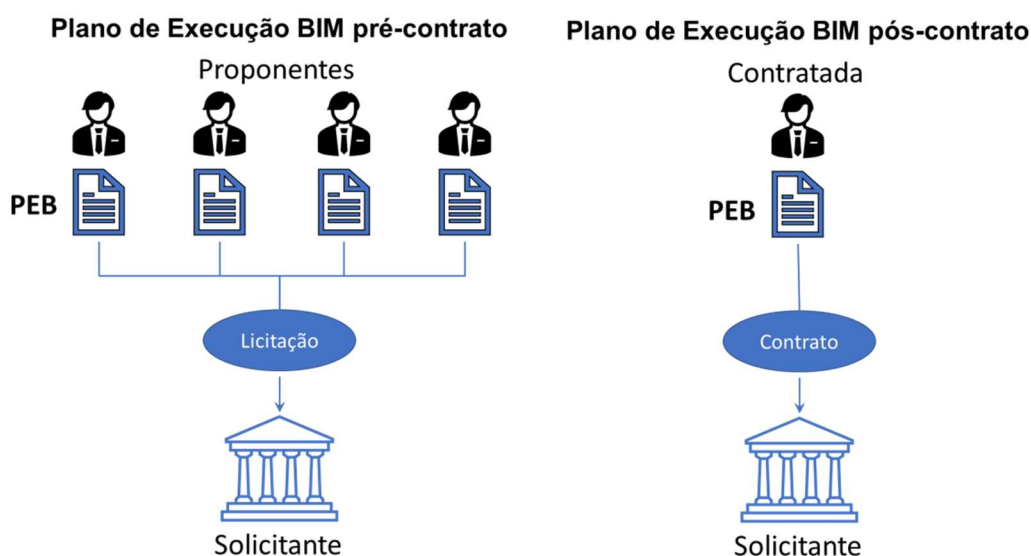 Plano de Execução BIM pré-contrato
Proponentes
PEB
Licitação
Solicitante
Plano de Execução BIM pós-contrato
Contratada
PEB
Contrato
Solicitante